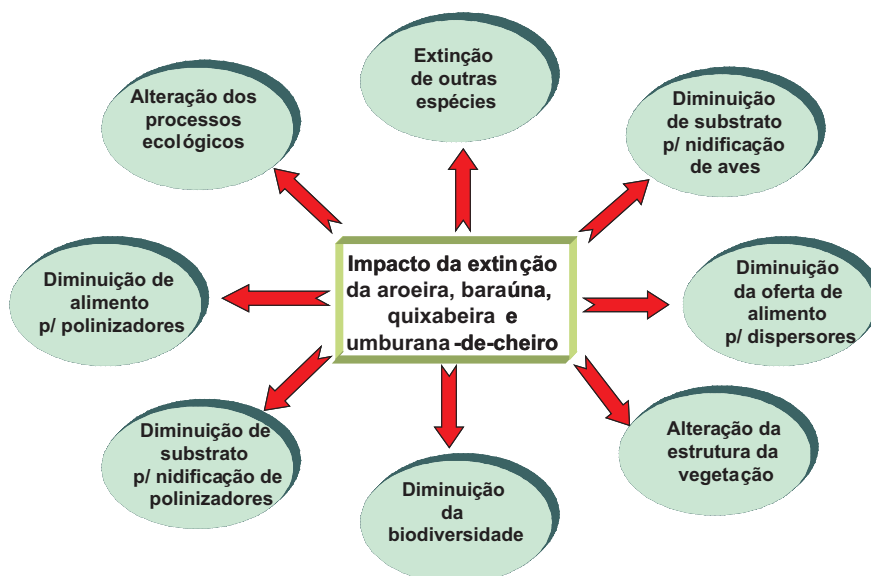 Extinção
de outras
espécies
Alteração dos
processos
ecológicos
Diminuição
de substrato
p/ nidificação
de aves
Impacto da extinção
da aroeira, baraúna,
quixabeira e
umburana -de-cheiro
Diminuição de
alimento
p/ polinizadores
Diminuição
da oferta de
alimento
p/ dispersores
Diminuição de
substrato
p/ nidificação de
polinizadores
Alteração da
estrutura da
vegetação
Diminuição
da
biodiversidade